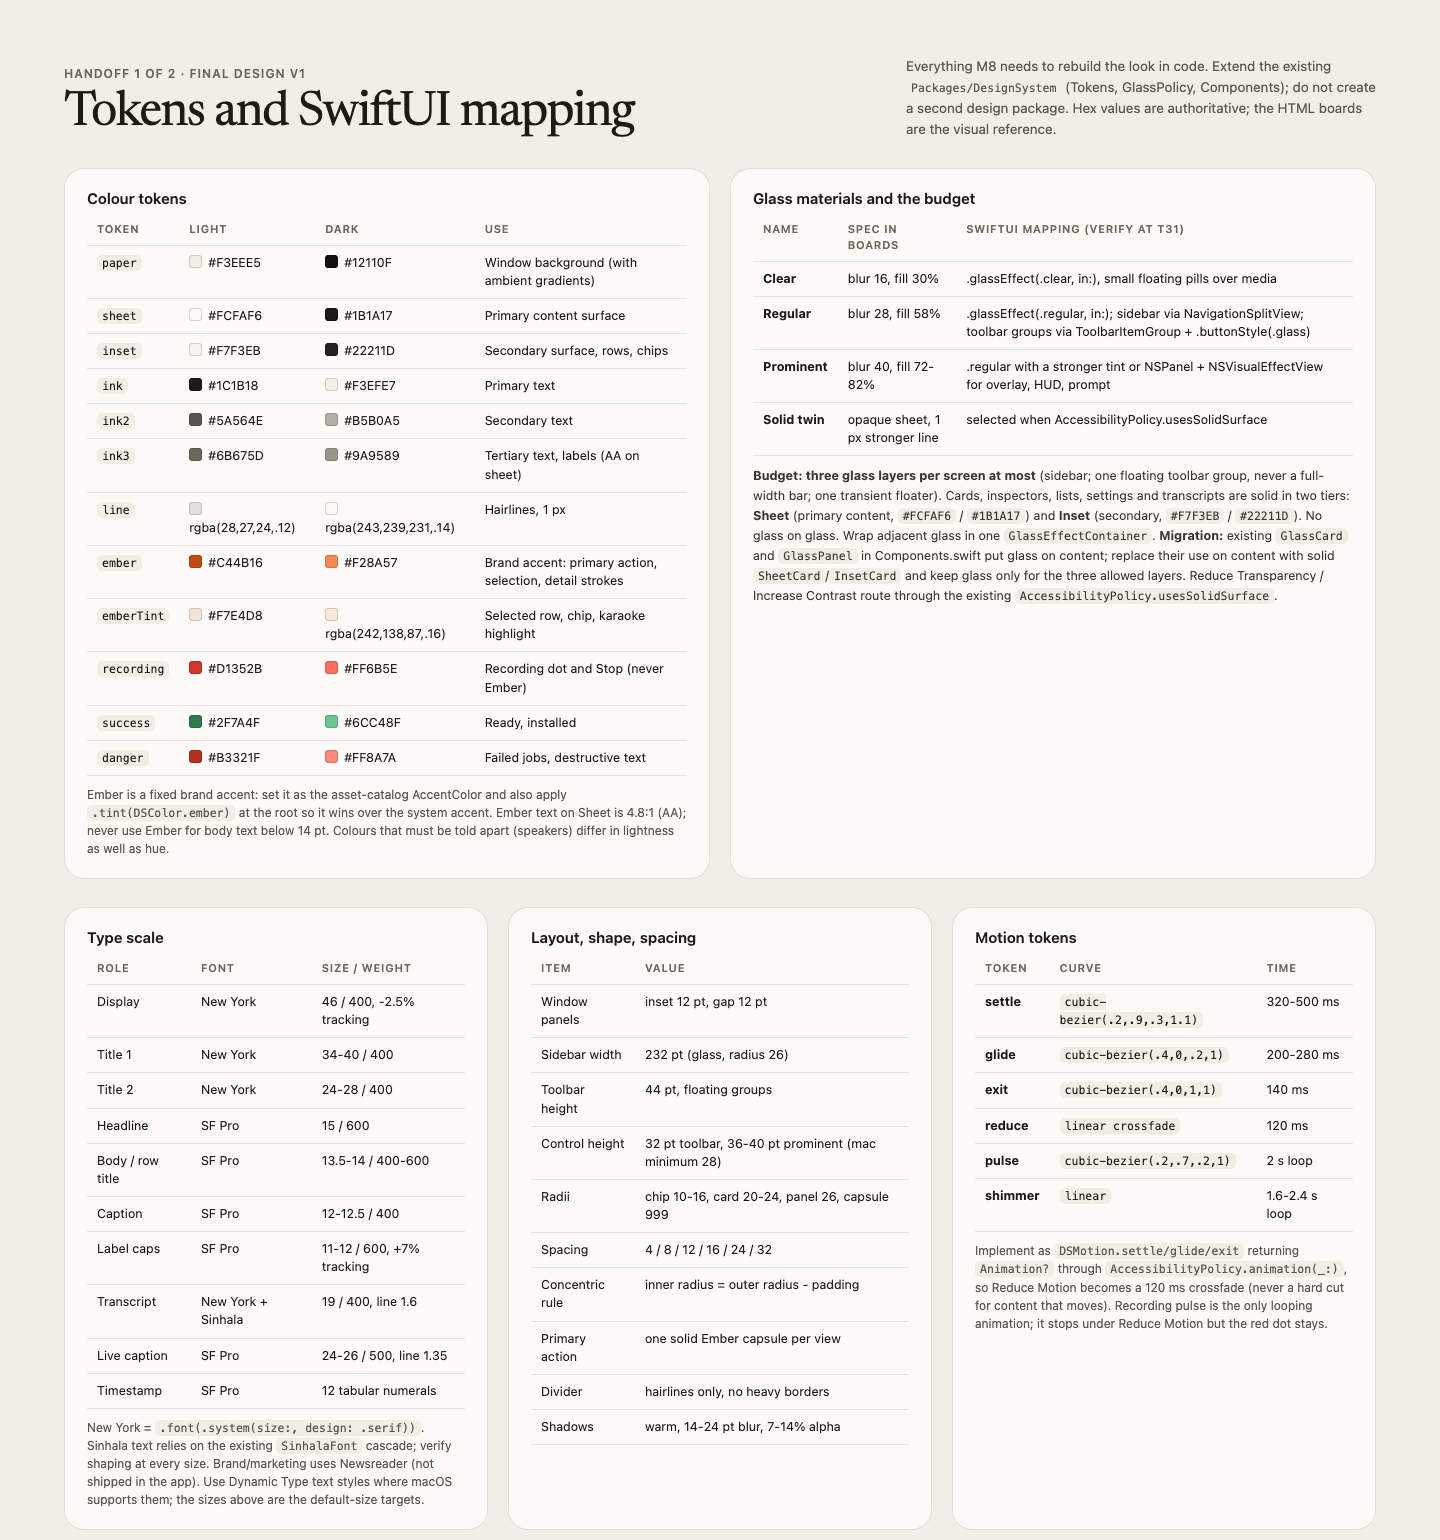 HANDOFF 1 OF 2 · FINAL DESIGN V1
Tokens and SwiftUI mapping
Everything M8 needs to rebuild the look in code. Extend the existing
Packages/DesignSystem (Tokens, GlassPolicy, Components); do not create
a second design package. Hex values are authoritative; the HTML boards
are the visual reference.
Colour tokens
TOKEN LIGHT DARK USE
paper #F3EEE5 #12110F Window background (with
ambient gradients)
sheet #FCFAF6 #1B1A17 Primary content surface
inset #F7F3EB #22211D Secondary surface, rows, chips
ink #1C1B18 #F3EFE7 Primary text
ink2 #5A564E #B5B0A5 Secondary text
ink3 #6B675D #9A9589 Tertiary text, labels (AA on
sheet)
line Hairlines, 1 px
rgba(28,27,24,.12) rgba(243,239,231,.14)
ember #C44B16 #F28A57 Brand accent: primary action,
selection, detail strokes
emberTint #F7E4D8 Selected row, chip, karaoke
rgba(242,138,87,.16) highlight
recording #D1352B #FF6B5E Recording dot and Stop (never
Ember)
success #2F7A4F #6CC48F Ready, installed
danger #B3321F #FF8A7A Failed jobs, destructive text
Ember is a fixed brand accent: set it as the asset-catalog AccentColor and also apply
.tint(DSColor.ember) at the root so it wins over the system accent. Ember text on Sheet is 4.8:1 (AA);
never use Ember for body text below 14 pt. Colours that must be told apart (speakers) differ in lightness
as well as hue.
Glass materials and the budget
NAME SPEC IN SWIFTUI MAPPING (VERIFY AT T31)
BOARDS
Clear blur 16, fill 30% .glassEffect(.clear, in:), small floating pills over media
Regular blur 28, fill 58% .glassEffect(.regular, in:); sidebar via NavigationSplitView;
toolbar groups via ToolbarItemGroup + .buttonStyle(.glass)
Prominent blur 40, fill 72- .regular with a stronger tint or NSPanel + NSVisualEffectView
82% for overlay, HUD, prompt
Solid twin opaque sheet, 1 selected when AccessibilityPolicy.usesSolidSurface
px stronger line
Budget: three glass layers per screen at most (sidebar; one floating toolbar group, never a full-
width bar; one transient floater). Cards, inspectors, lists, settings and transcripts are solid in two tiers:
Sheet (primary content, #FCFAF6 / #1B1A17 ) and Inset (secondary, #F7F3EB / #22211D ). No
glass on glass. Wrap adjacent glass in one GlassEffectContainer . Migration: existing GlassCard
and GlassPanel in Components.swift put glass on content; replace their use on content with solid
SheetCard / InsetCard and keep glass only for the three allowed layers. Reduce Transparency /
Increase Contrast route through the existing AccessibilityPolicy.usesSolidSurface .
Type scale
ROLE FONT SIZE / WEIGHT
Display New York 46 / 400, -2.5%
tracking
Title 1 New York 34-40 / 400
Title 2 New York 24-28 / 400
Headline SF Pro 15 / 600
Body / row SF Pro 13.5-14 / 400-600
title
Caption SF Pro 12-12.5 / 400
Label caps SF Pro 11-12 / 600, +7%
tracking
Transcript New York + 19 / 400, line 1.6
Sinhala
Live caption SF Pro 24-26 / 500, line 1.35
Timestamp SF Pro 12 tabular numerals
New York = .font(.system(size:, design: .serif)) .
Sinhala text relies on the existing SinhalaFont cascade; verify
shaping at every size. Brand/marketing uses Newsreader (not
shipped in the app). Use Dynamic Type text styles where macOS
supports them; the sizes above are the default-size targets.
Layout, shape, spacing
ITEM VALUE
Window inset 12 pt, gap 12 pt
panels
Sidebar width 232 pt (glass, radius 26)
Toolbar 44 pt, floating groups
height
Control height 32 pt toolbar, 36-40 pt prominent (mac
minimum 28)
Radii chip 10-16, card 20-24, panel 26, capsule
999
Spacing 4 / 8 / 12 / 16 / 24 / 32
Concentric inner radius = outer radius - padding
rule
Primary one solid Ember capsule per view
action
Divider hairlines only, no heavy borders
Shadows warm, 14-24 pt blur, 7-14% alpha
Motion tokens
TOKEN CURVE TIME
settle cubic- 320-500 ms
bezier(.2,.9,.3,1.1)
glide cubic-bezier(.4,0,.2,1) 200-280 ms
exit cubic-bezier(.4,0,1,1) 140 ms
reduce linear crossfade 120 ms
pulse cubic-bezier(.2,.7,.2,1) 2 s loop
shimmer linear 1.6-2.4 s
loop
Implement as DSMotion.settle/glide/exit returning
Animation? through AccessibilityPolicy.animation(_:) ,
so Reduce Motion becomes a 120 ms crossfade (never a hard cut
for content that moves). Recording pulse is the only looping
animation; it stops under Reduce Motion but the red dot stays.